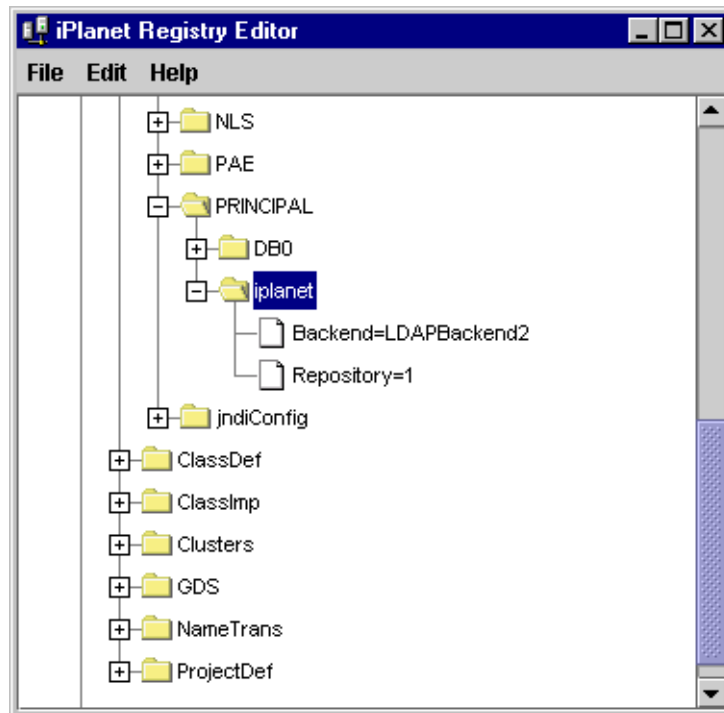 iPlanet Registry Editor
File Edit Help
NLS
PAE
PRINCIPAL
DB0
iplanet
Backend=LDAPBackend2
Repository=1
jndiConfig
ClassDef
ClassImp
Clusters
GDS
NameTrans
ProjectDef